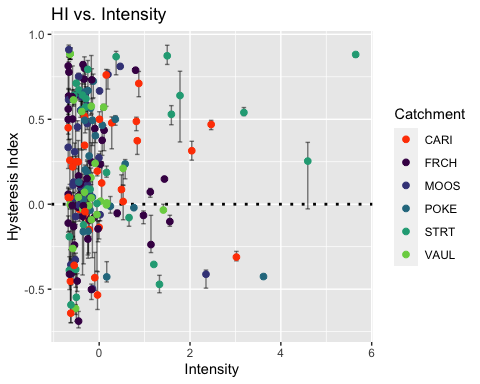 HI vs. Intensity
Hysteresis Index
1.0
0.5
0.0
-0.5
0
2
4
6
Intensity
Catchment
CARI
FRCH
MOOS
POKE
STRT
VAUL